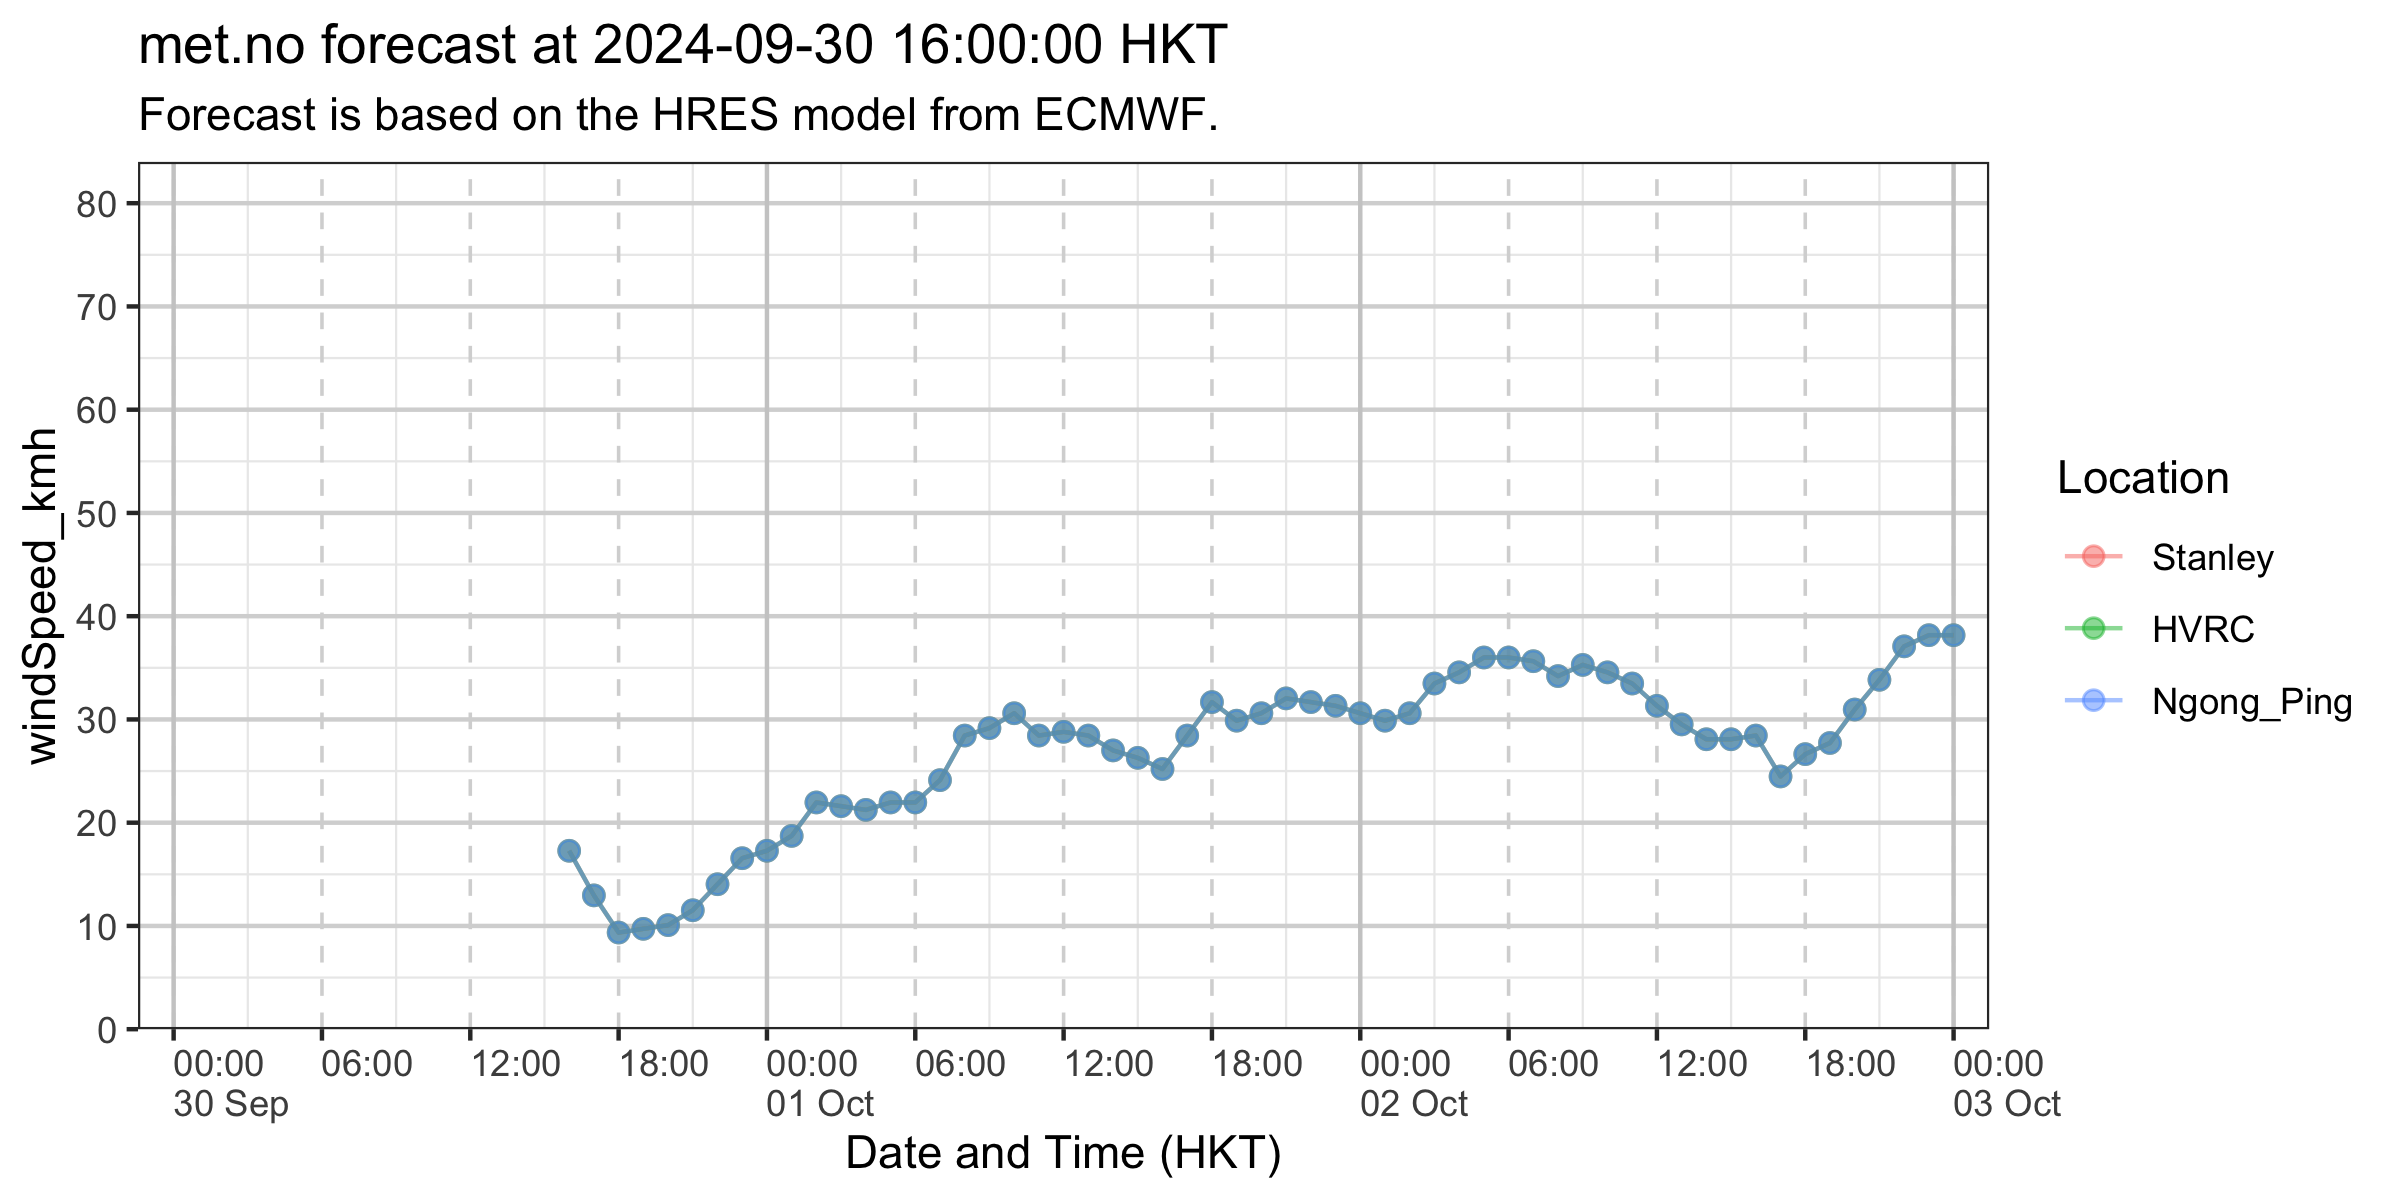 met.no forecast at 2024-09-30 16:00:00 HKT
Forecast is based on the HRES model from ECMWF.
windSpeed_kmh
80
70
60
50
40
30
20
10
0
00:00 06:00 12:00 18:00 00:00 06:00 12:00 18:00 00:00 06:00 12:00 18:00 00:00
30 Sep 01 Oct 02 Oct 03 Oct
Date and Time (HKT)
Location
Stanley
HVRC
Ngong_Ping